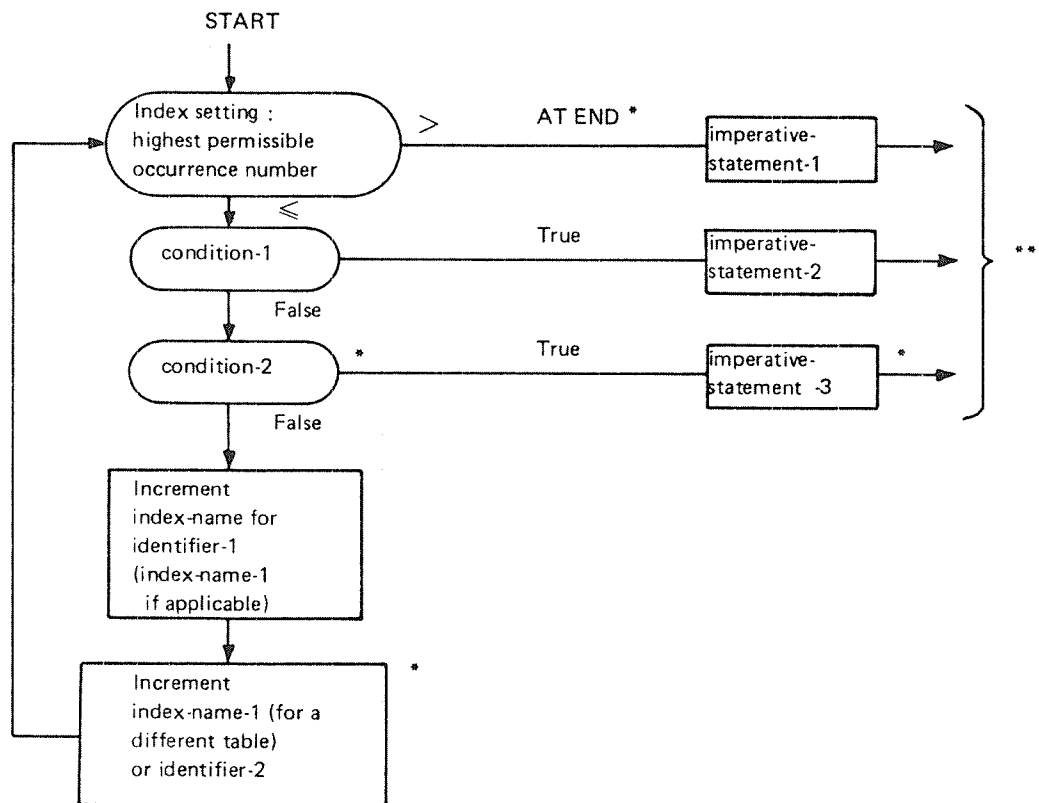 START
Index setting :
highest permissible
occurrence number
>
AT END *
imperative-
statement-1
≤
condition-1
True
imperative-
statement-2
**
False
condition-2
*
True
imperative-
statement -3
*
False
Increment
index-name for
identifier-1
(index-name-1
if applicable)
Increment
index-name-1 (for a
different table)
or identifier-2
*